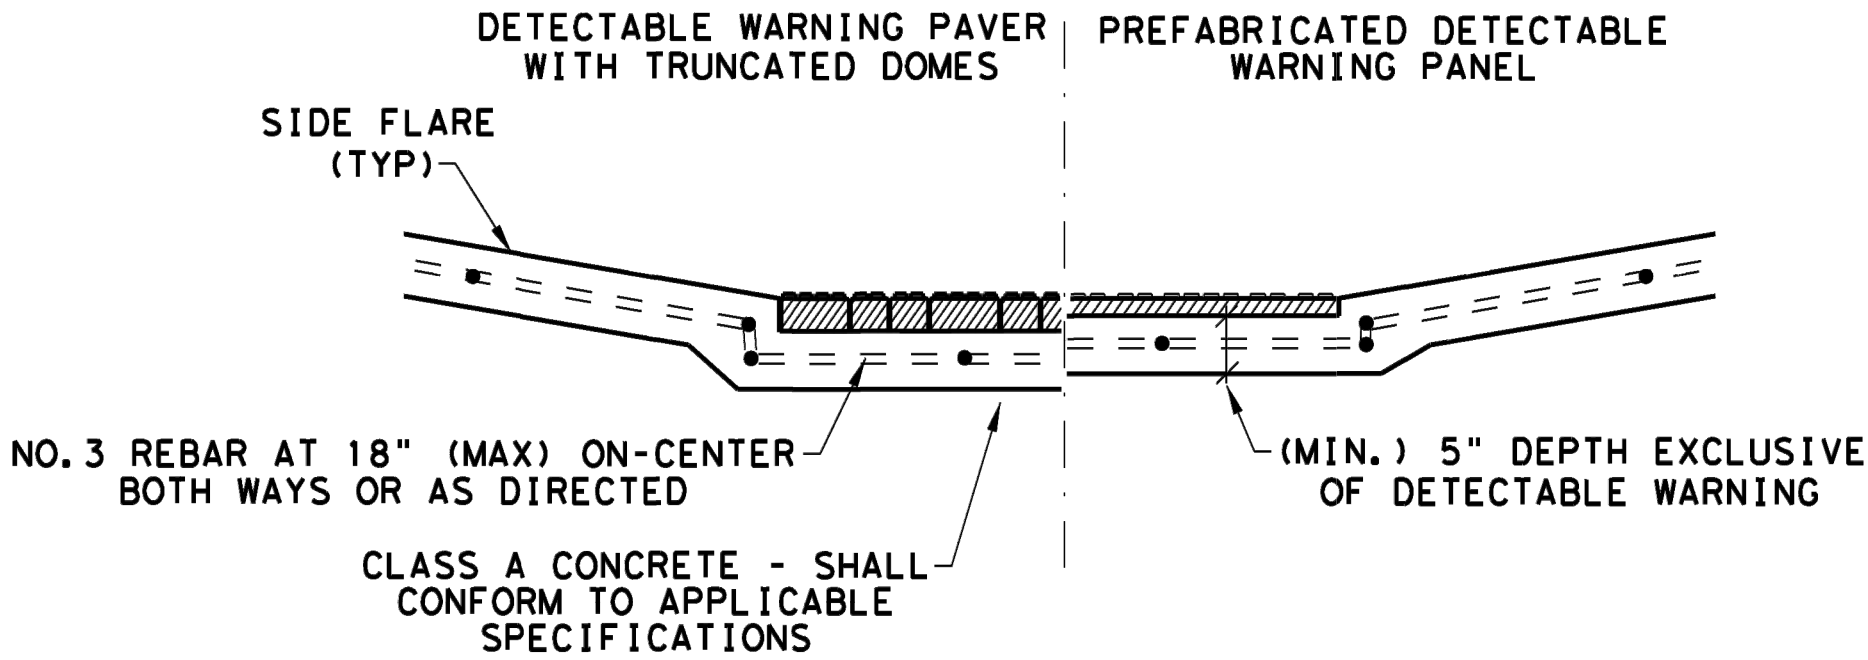 DETECTABLE WARNING PAVER
WITH TRUNCATED DOMES
PREFABRICATED DETECTABLE
WARNING PANEL
SIDE FLARE
(TYP)
NO.3 REBAR AT 18" (MAX) ON-CENTER
BOTH WAYS OR AS DIRECTED
(MIN.) 5" DEPTH EXCLUSIVE
OF DETECTABLE WARNING
CLASS A CONCRETE - SHALL
CONFORM TO APPLICABLE
SPECIFICATIONS